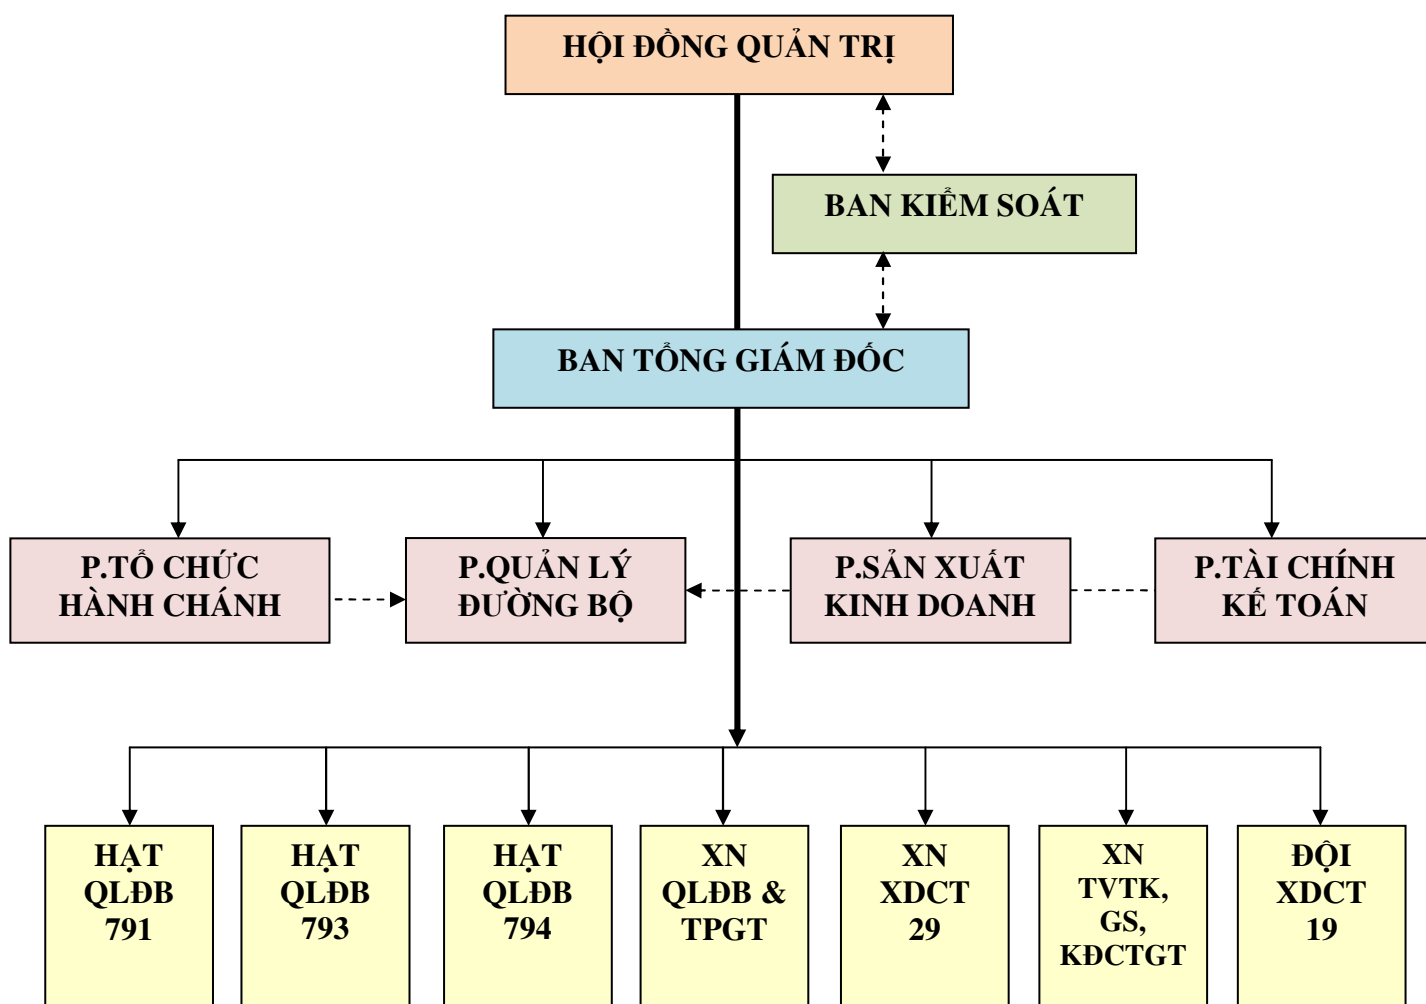 HỘI ĐỒNG QUẢN TRỊ
BAN KIỂM SOÁT
BAN TỔNG GIÁM ĐỐC
P.TỔ CHỨC
HÀNH CHÁNH
P.QUẢN LÝ
ĐƯỜNG BỘ
P.SẢN XUẤT
KINH DOANH
P.TÀI CHÍNH
KẾ TOÁN
HẠT
QLĐB
791
HẠT
QLĐB
793
HẠT
QLĐB
794
XN
QLĐB &
TPGT
XN
XDCT
29
XN
TVTK,
GS,
KĐCTGT
ĐỘI
XDCT
19